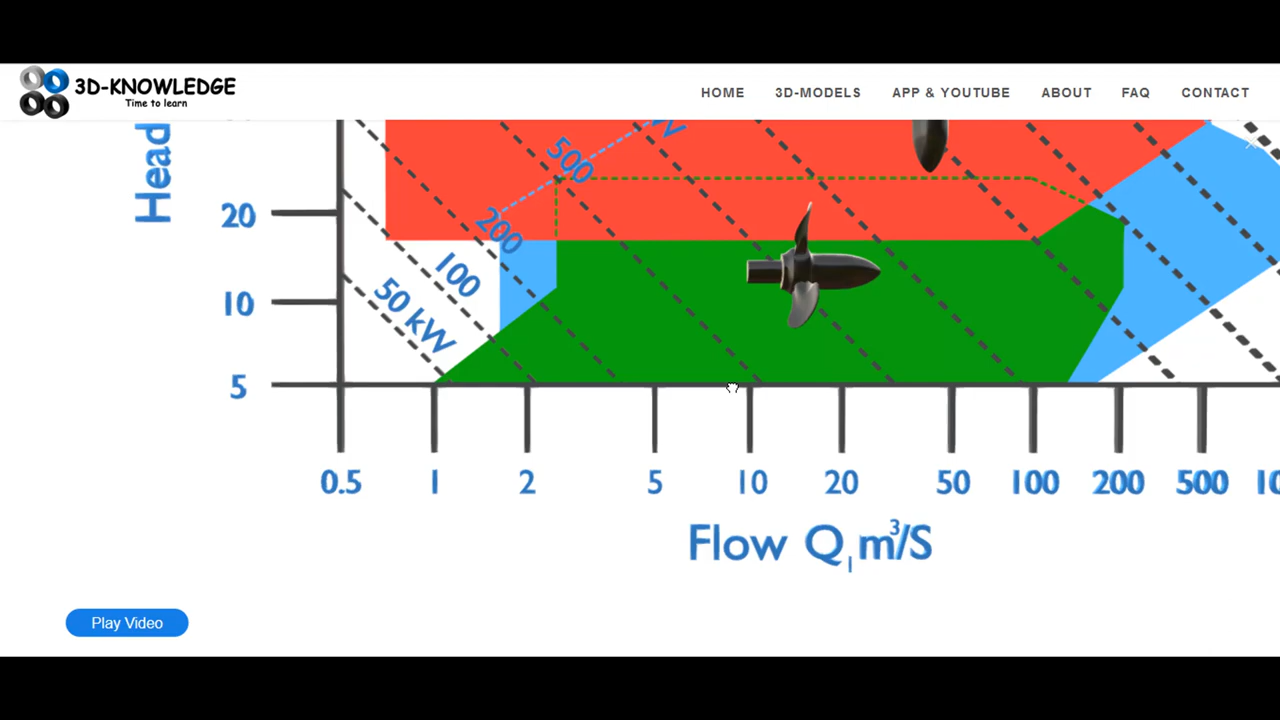 3D-KNOWLEDGE
Time to learn
HOME 3D-MODELS APP & YOUTUBE ABOUT FAQ CONTACT
Head
500
200
100
50 kW
20
10
5
0.5 1 2 5 10 20 50 100 200 500
Flow Q₁m³/S
Play Video